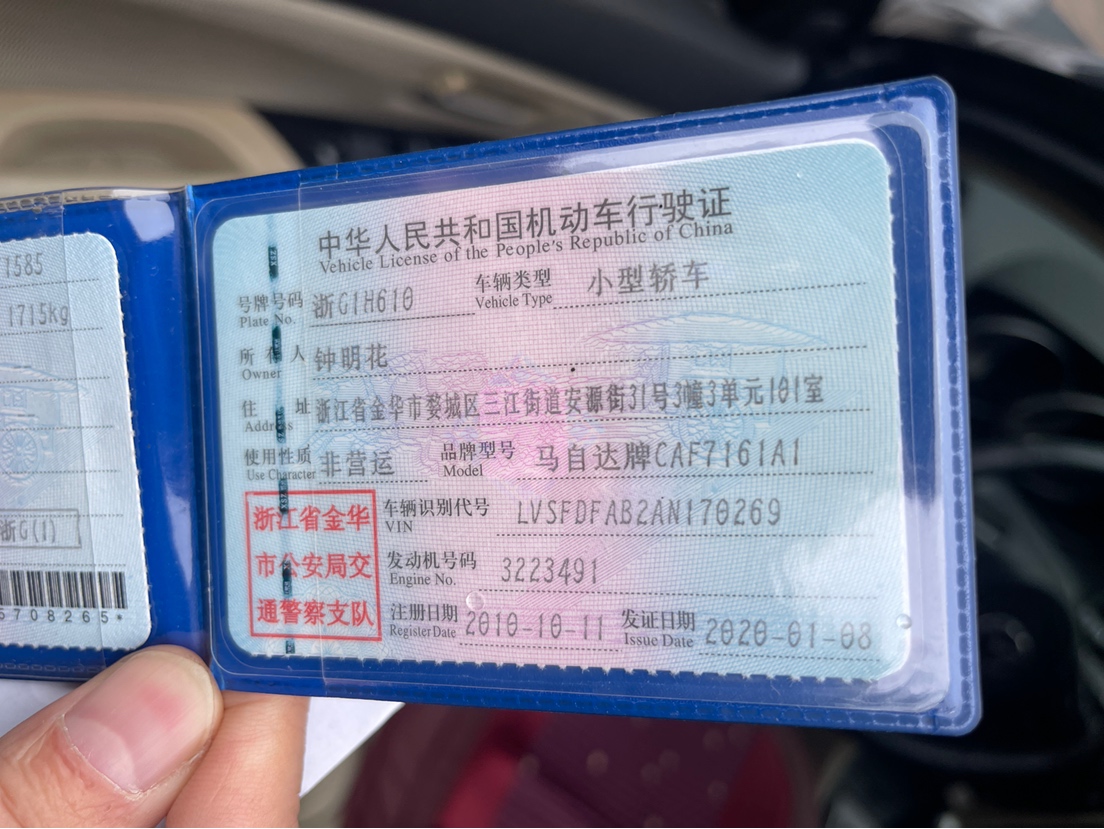 1585
1715kg
浙G(1)
5708265*
中华人民共和国机动车行驶证
Vehicle License of the People's Republic of China
号牌号码 浙G1H610 车辆类型 小型轿车
Plate No. Vehicle Type
所有人 钟明花
Owner
住址 浙江省金华市婺城区三江街道安源街31号3幢3单元101室
Address
使用性质 非营运 品牌型号 马自达牌CAF7161A1
Use Character Model
浙江省金华
市公安局交
通警察支队
车辆识别代号 LVSFDFAB2AN170269
VIN
发动机号码 3223491
Engine No.
注册日期 2010-10-11 发证日期 2020-01-08
Register Date Issue Date